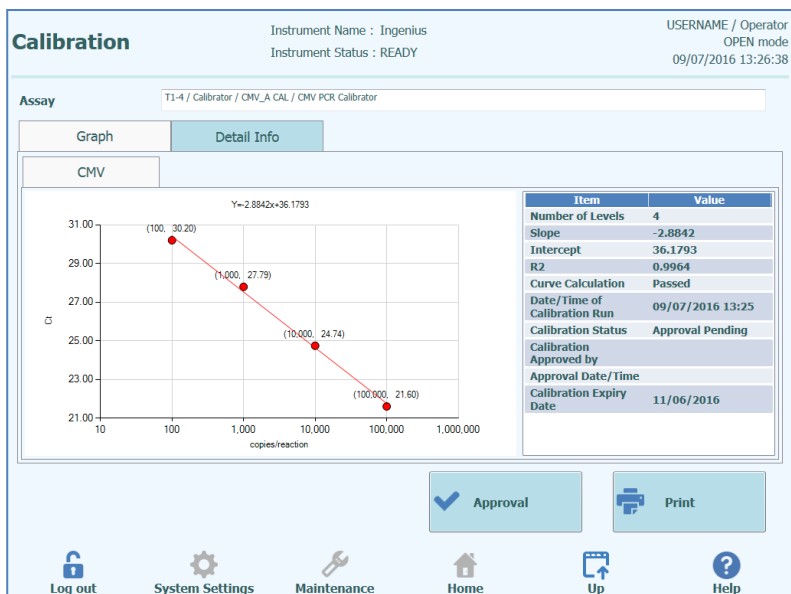 Calibration
Instrument Name : Ingenius
Instrument Status : READY
USERNAME / Operator
OPEN mode
09/07/2016 13:26:38
Assay
T1-4 / Calibrator / CMV_A CAL / CMV PCR Calibrator
Graph
Detail Info
CMV
Y=-2.8842x+36.1793
31.00
29.00
27.00
25.00
23.00
21.00
Ct
(100, 30.20)
(1,000, 27.79)
(10,000, 24.74)
(100,000, 21.60)
10
100
1,000
10,000
100,000
1,000,000
copies/reaction
Item Value
Number of Levels 4
Slope -2.8842
Intercept 36.1793
R2 0.9964
Curve Calculation Passed
Date/Time of
Calibration Run 09/07/2016 13:25
Calibration Status Approval Pending
Calibration
Approved by
Approval Date/Time
Calibration Expiry
Date 11/06/2016
Approval
Print
Log out
System Settings
Maintenance
Home
Up
Help